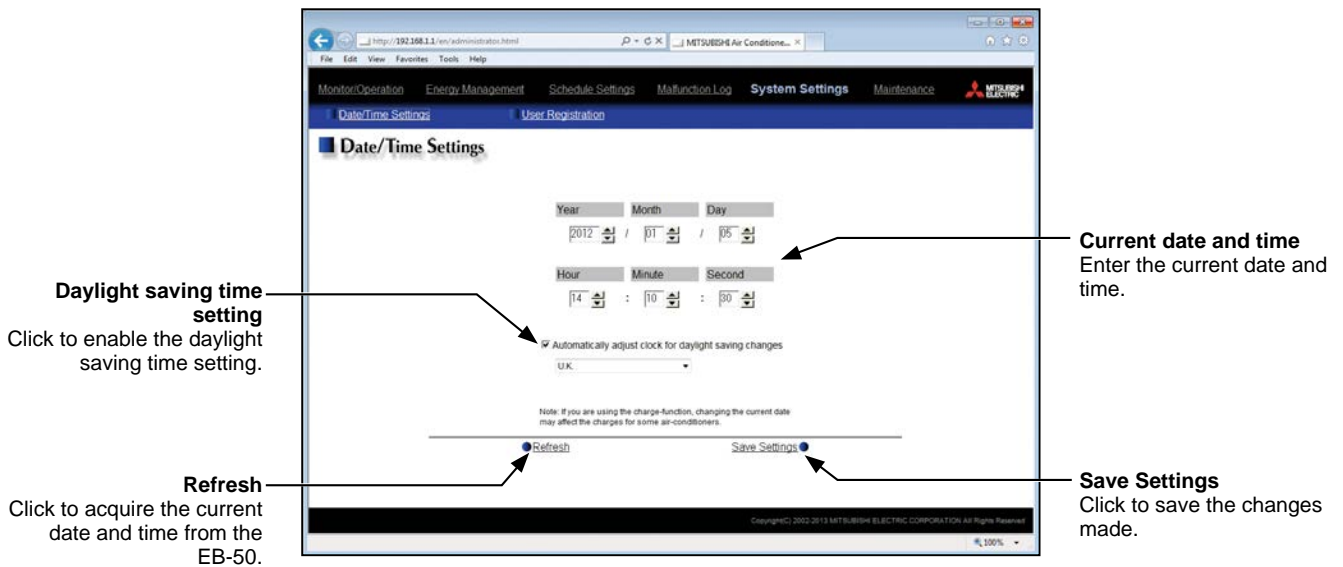 http://192.168.1.1/en/administrator.html
MITSUBISHI Air Conditione...
File Edit View Favorites Tools Help
Monitor/Operation Energy Management Schedule Settings Malfunction Log System Settings Maintenance MITSUBISHI ELECTRIC
Date/Time Settings User Registration
Date/Time Settings
Year Month Day
2012 / 01 / 05
Current date and time
Enter the current date and
time.
Hour Minute Second
14 : 10 : 30
Daylight saving time
setting
Click to enable the daylight
saving time setting.
Automatically adjust clock for daylight saving changes
U.K.
Note: If you are using the charge-function, changing the current date
may affect the charges for some air-conditioners.
Refresh Save Settings
Refresh
Click to acquire the current
date and time from the
EB-50.
Save Settings
Click to save the changes
made.
Copyright(C) 2002-2013 MITSUBISHI ELECTRIC CORPORATION All Rights Reserved
100%